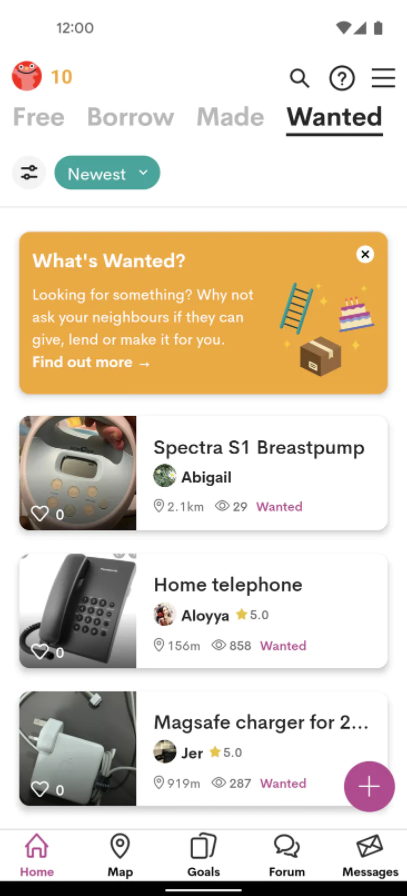 12:00
10
Free Borrow Made Wanted
Newest
What's Wanted?
Looking for something? Why not
ask your neighbours if they can
give, lend or make it for you.
Find out more →
Spectra S1 Breastpump
Abigail
0
2.1km 29 Wanted
Home telephone
Aloyya 5.0
0
156m 858 Wanted
Magsafe charger for 2...
Jer 5.0
0
919m 287 Wanted
Home Map Goals Forum Messages